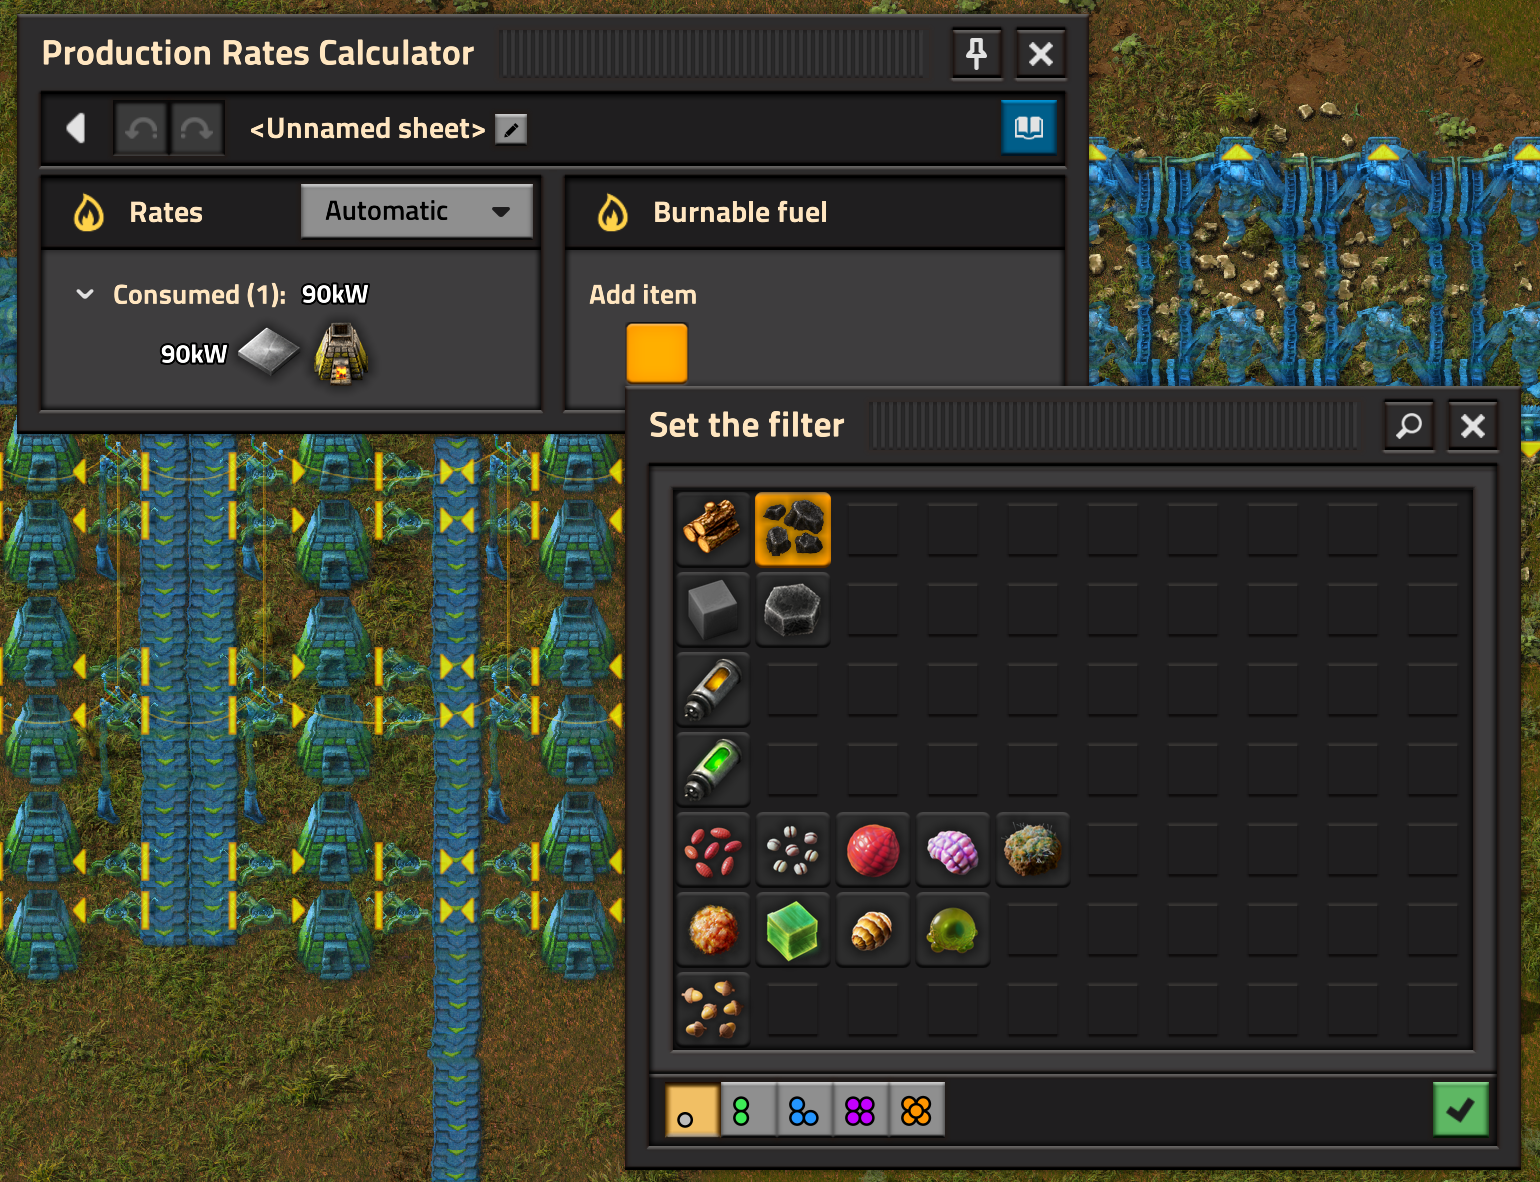 Production Rates Calculator
<Unnamed sheet>
Rates
Automatic
Burnable fuel
Consumed (1): 90kW
90kW
Add item
Set the filter